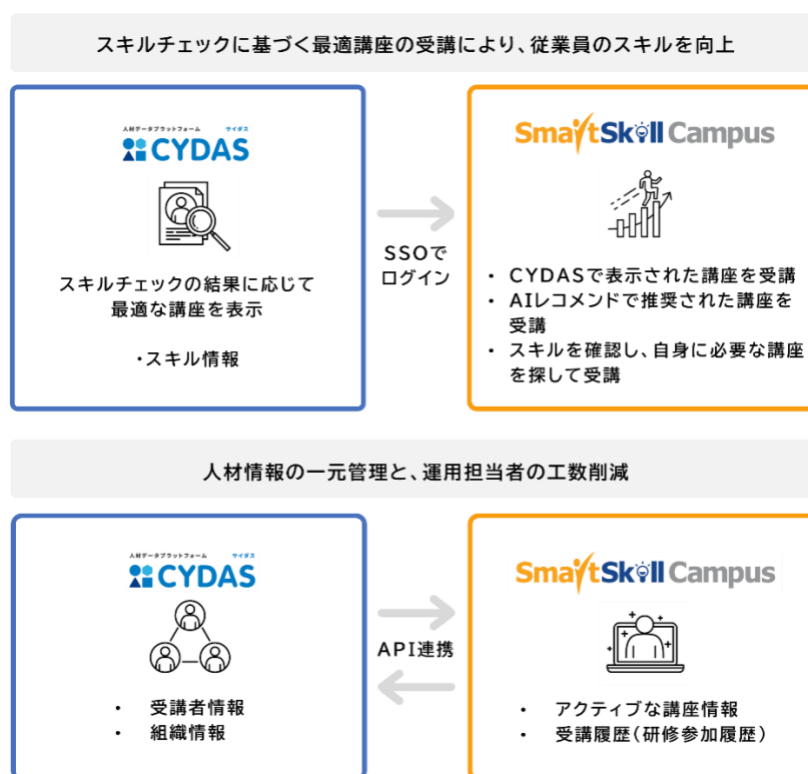 スキルチェックに基づく最適講座の受講により、従業員のスキルを向上
人材データプラットフォーム サイダス
CYDAS
スキルチェックの結果に応じて
最適な講座を表示
・スキル情報
SSOで
ログイン
SmartSkill Campus
・ CYDASで表示された講座を受講
・ AIレコメンドで推奨された講座を
受講
・ スキルを確認し、自身に必要な講座
を探して受講
人材情報の一元管理と、運用担当者の工数削減
人材データプラットフォーム サイダス
CYDAS
・ 受講者情報
・ 組織情報
API連携
SmartSkill Campus
・ アクティブな講座情報
・ 受講履歴(研修参加履歴)